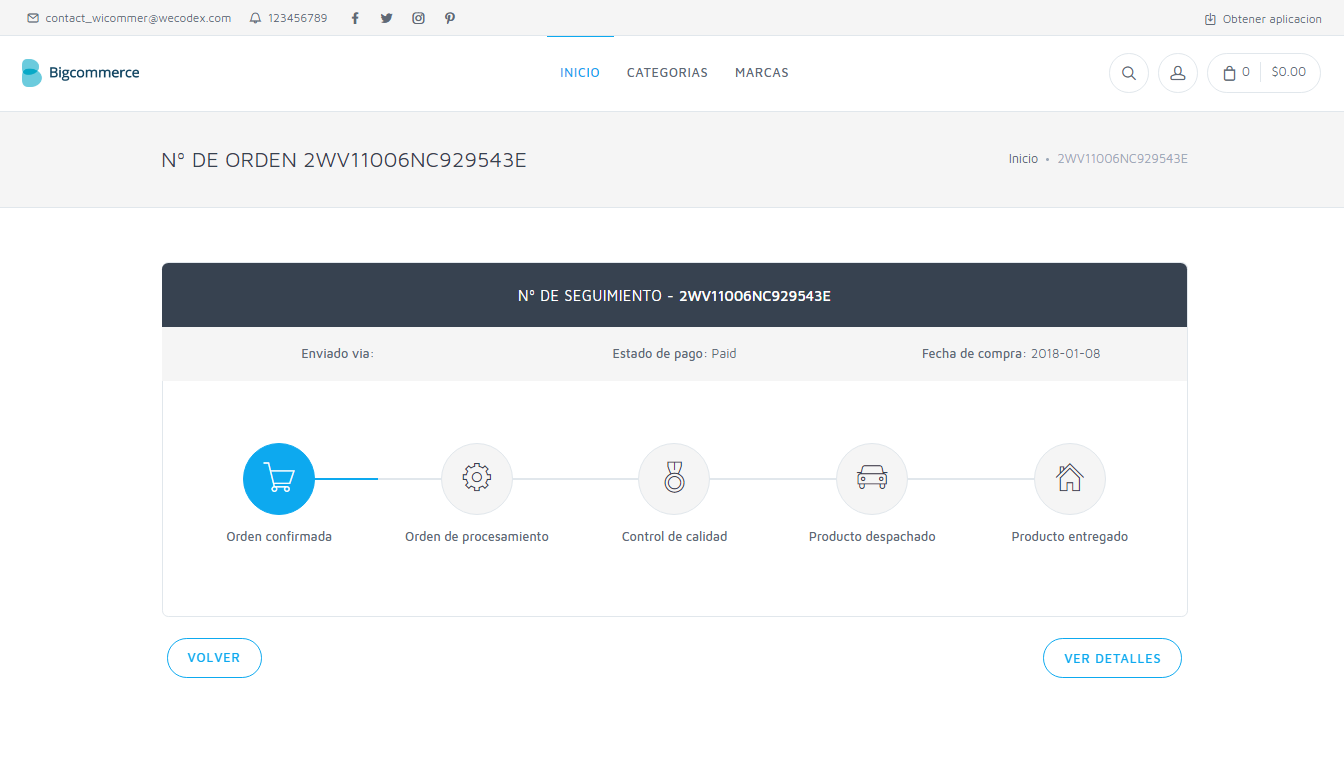 contact_wicommer@wecodex.com 123456789 Obtener aplicacion
Bigcommerce INICIO CATEGORIAS MARCAS 0 $0.00
N° DE ORDEN 2WV11006NC929543E Inicio • 2WV11006NC929543E
N° DE SEGUIMIENTO - 2WV11006NC929543E
Enviado via: Estado de pago: Paid Fecha de compra: 2018-01-08
Orden confirmada Orden de procesamiento Control de calidad Producto despachado Producto entregado
VOLVER VER DETALLES